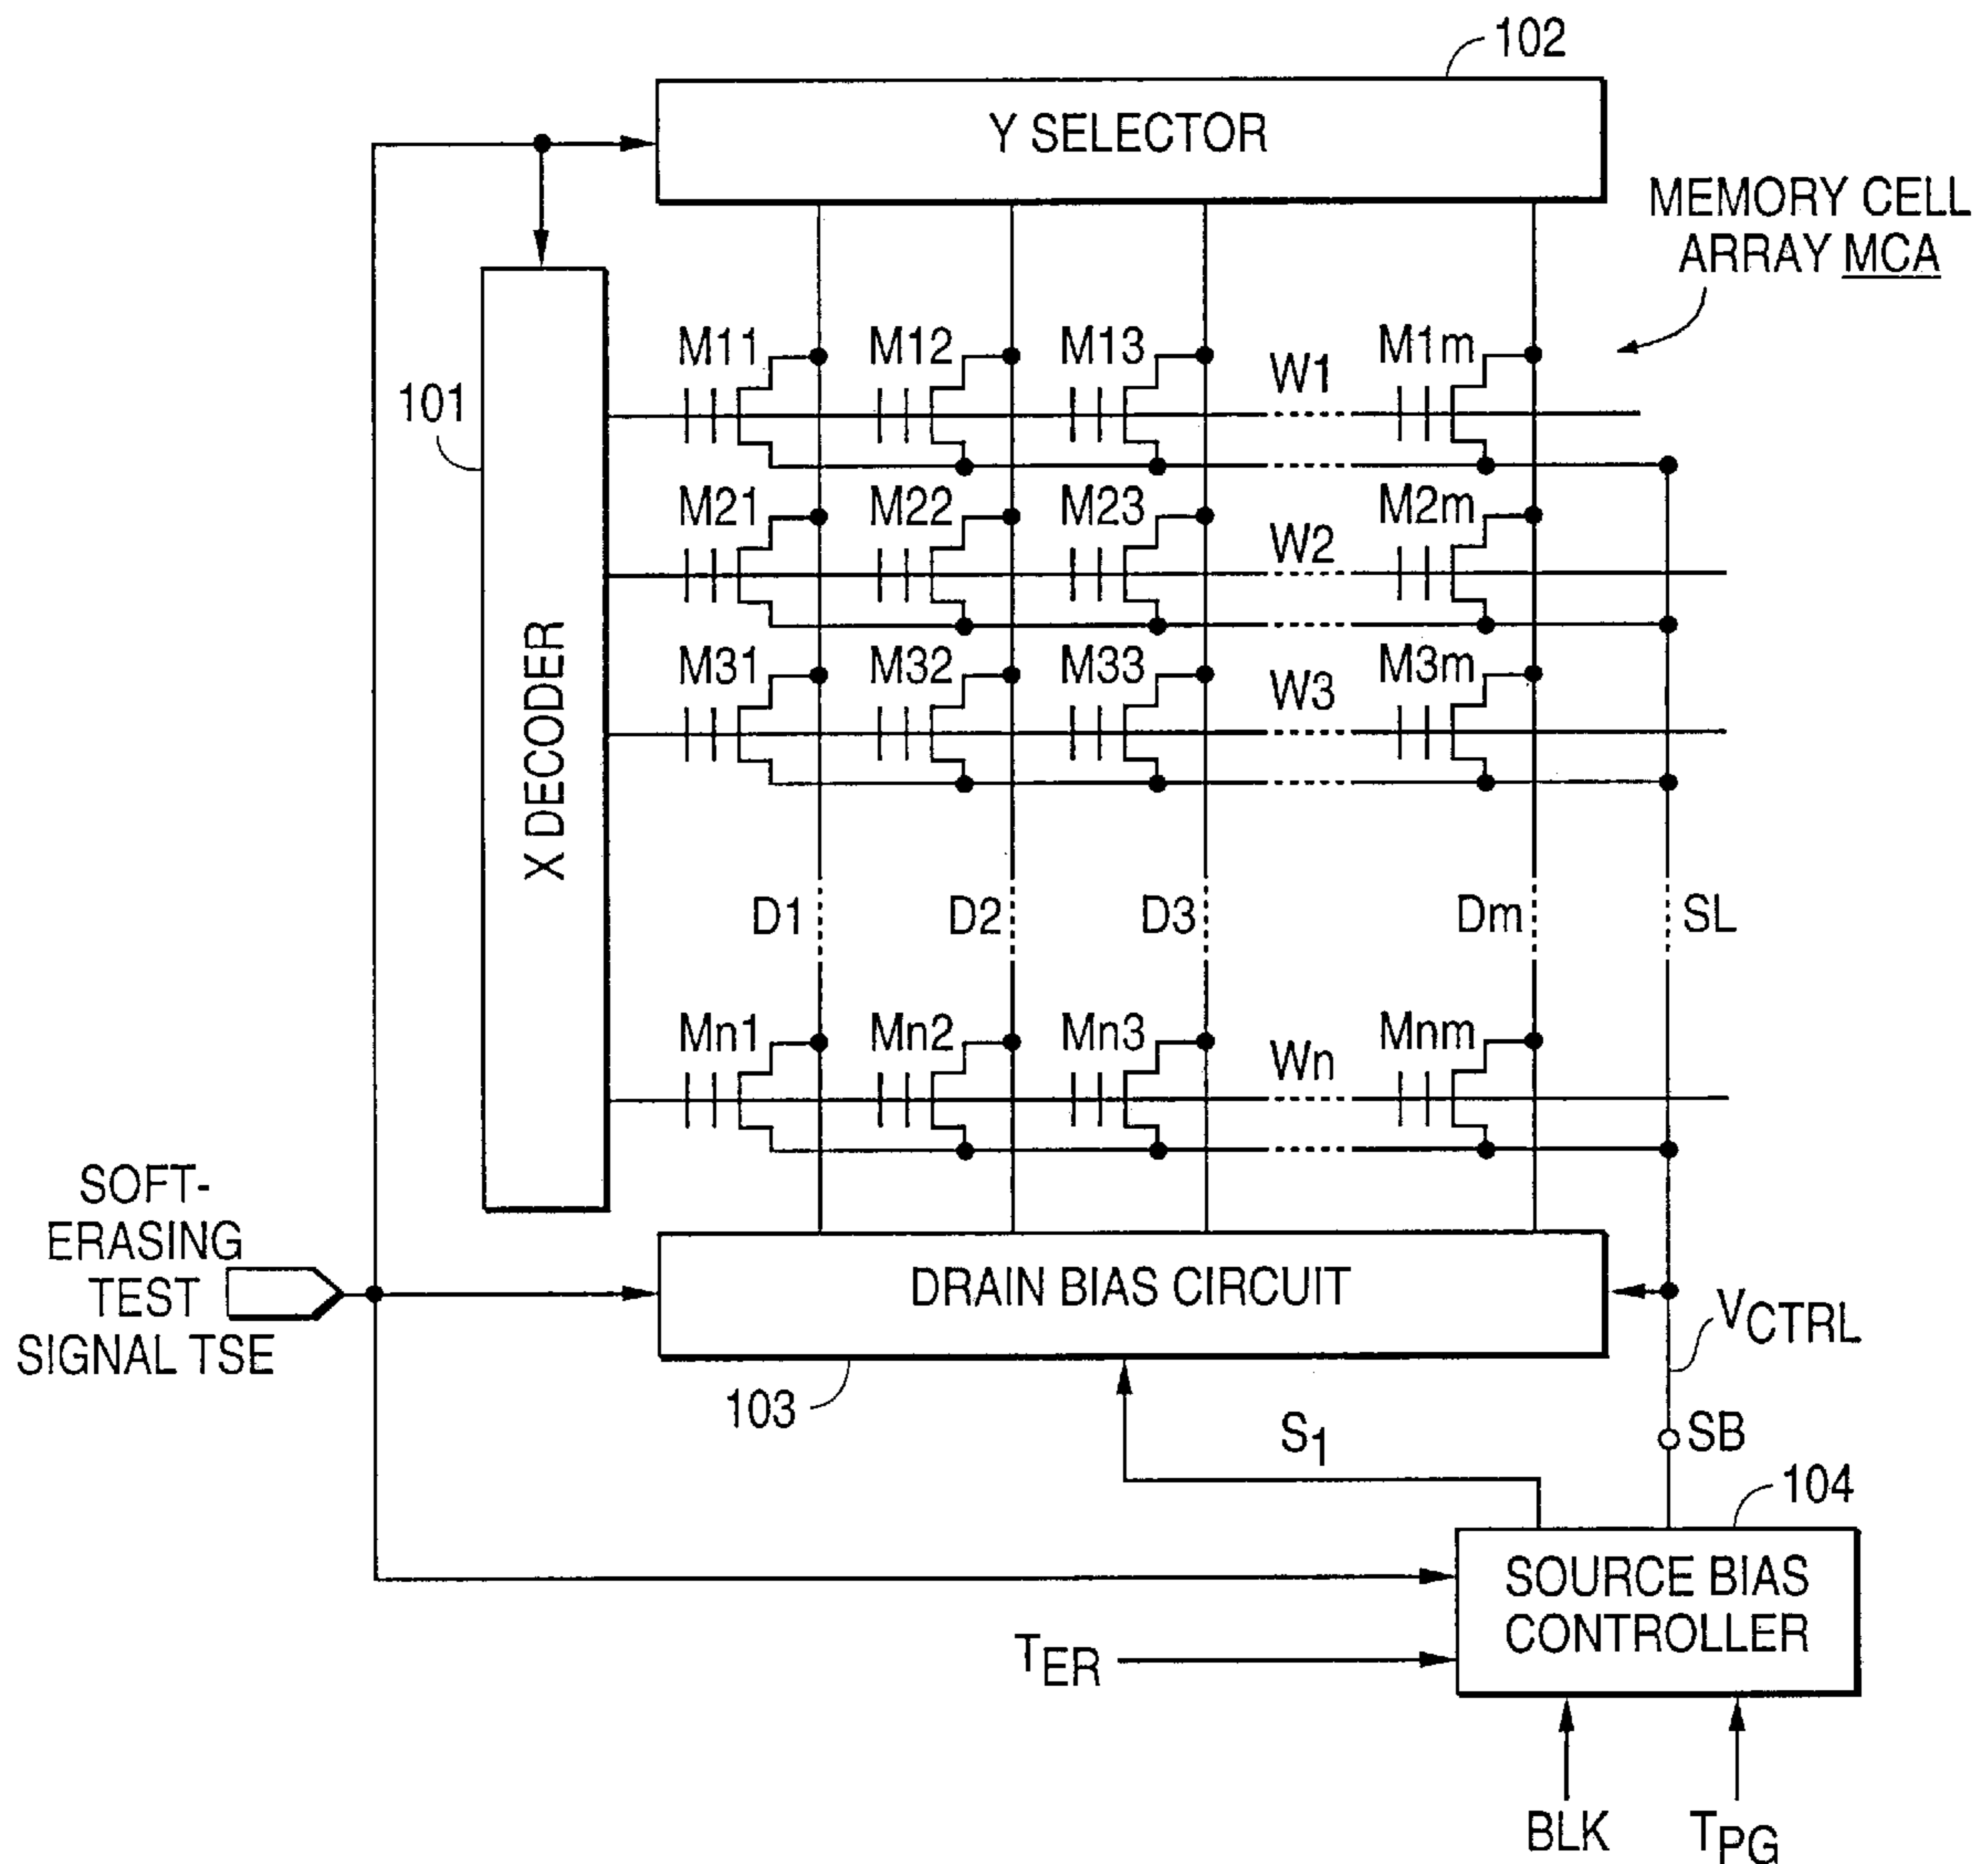 102
Y SELECTOR
MEMORY CELL
ARRAY MCA
101
X DECODER
M11 M12 M13 W1 M1m
M21 M22 M23 W2 M2m
M31 M32 M33 W3 M3m
D1 D2 D3 Dm SL
Mn1 Mn2 Mn3 Wn Mnm
SOFT-
ERASING
TEST
SIGNAL TSE
DRAIN BIAS CIRCUIT
103
VCTRL
S1
SB
104
SOURCE BIAS
CONTROLLER
TER
BLK
TPG